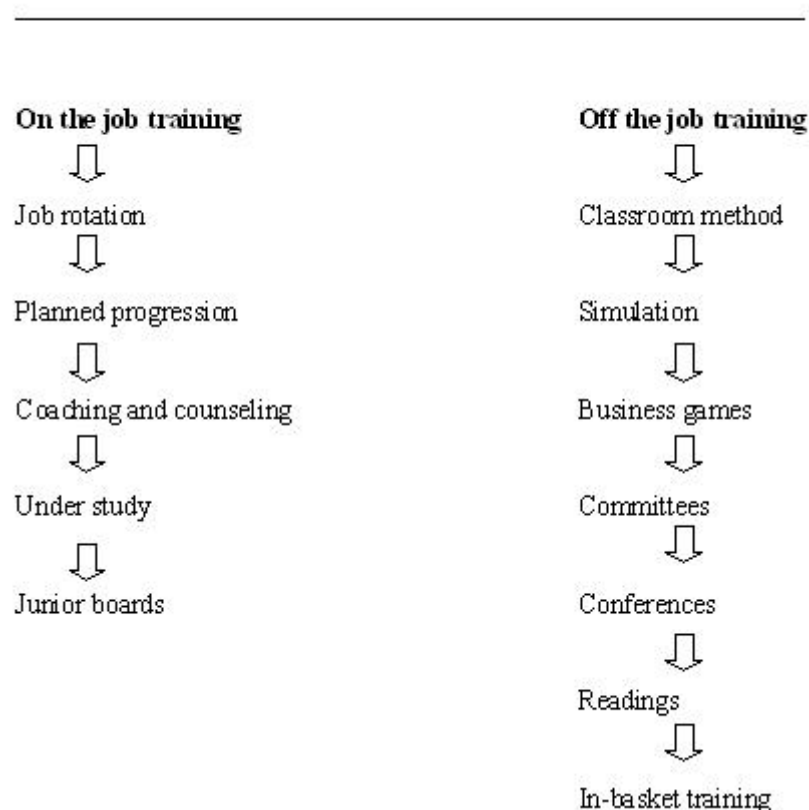 On the job training
Job rotation
Planned progression
Coaching and counseling
Under study
Junior boards
Off the job training
Classroom method
Simulation
Business games
Committees
Conferences
Readings
In-basket training